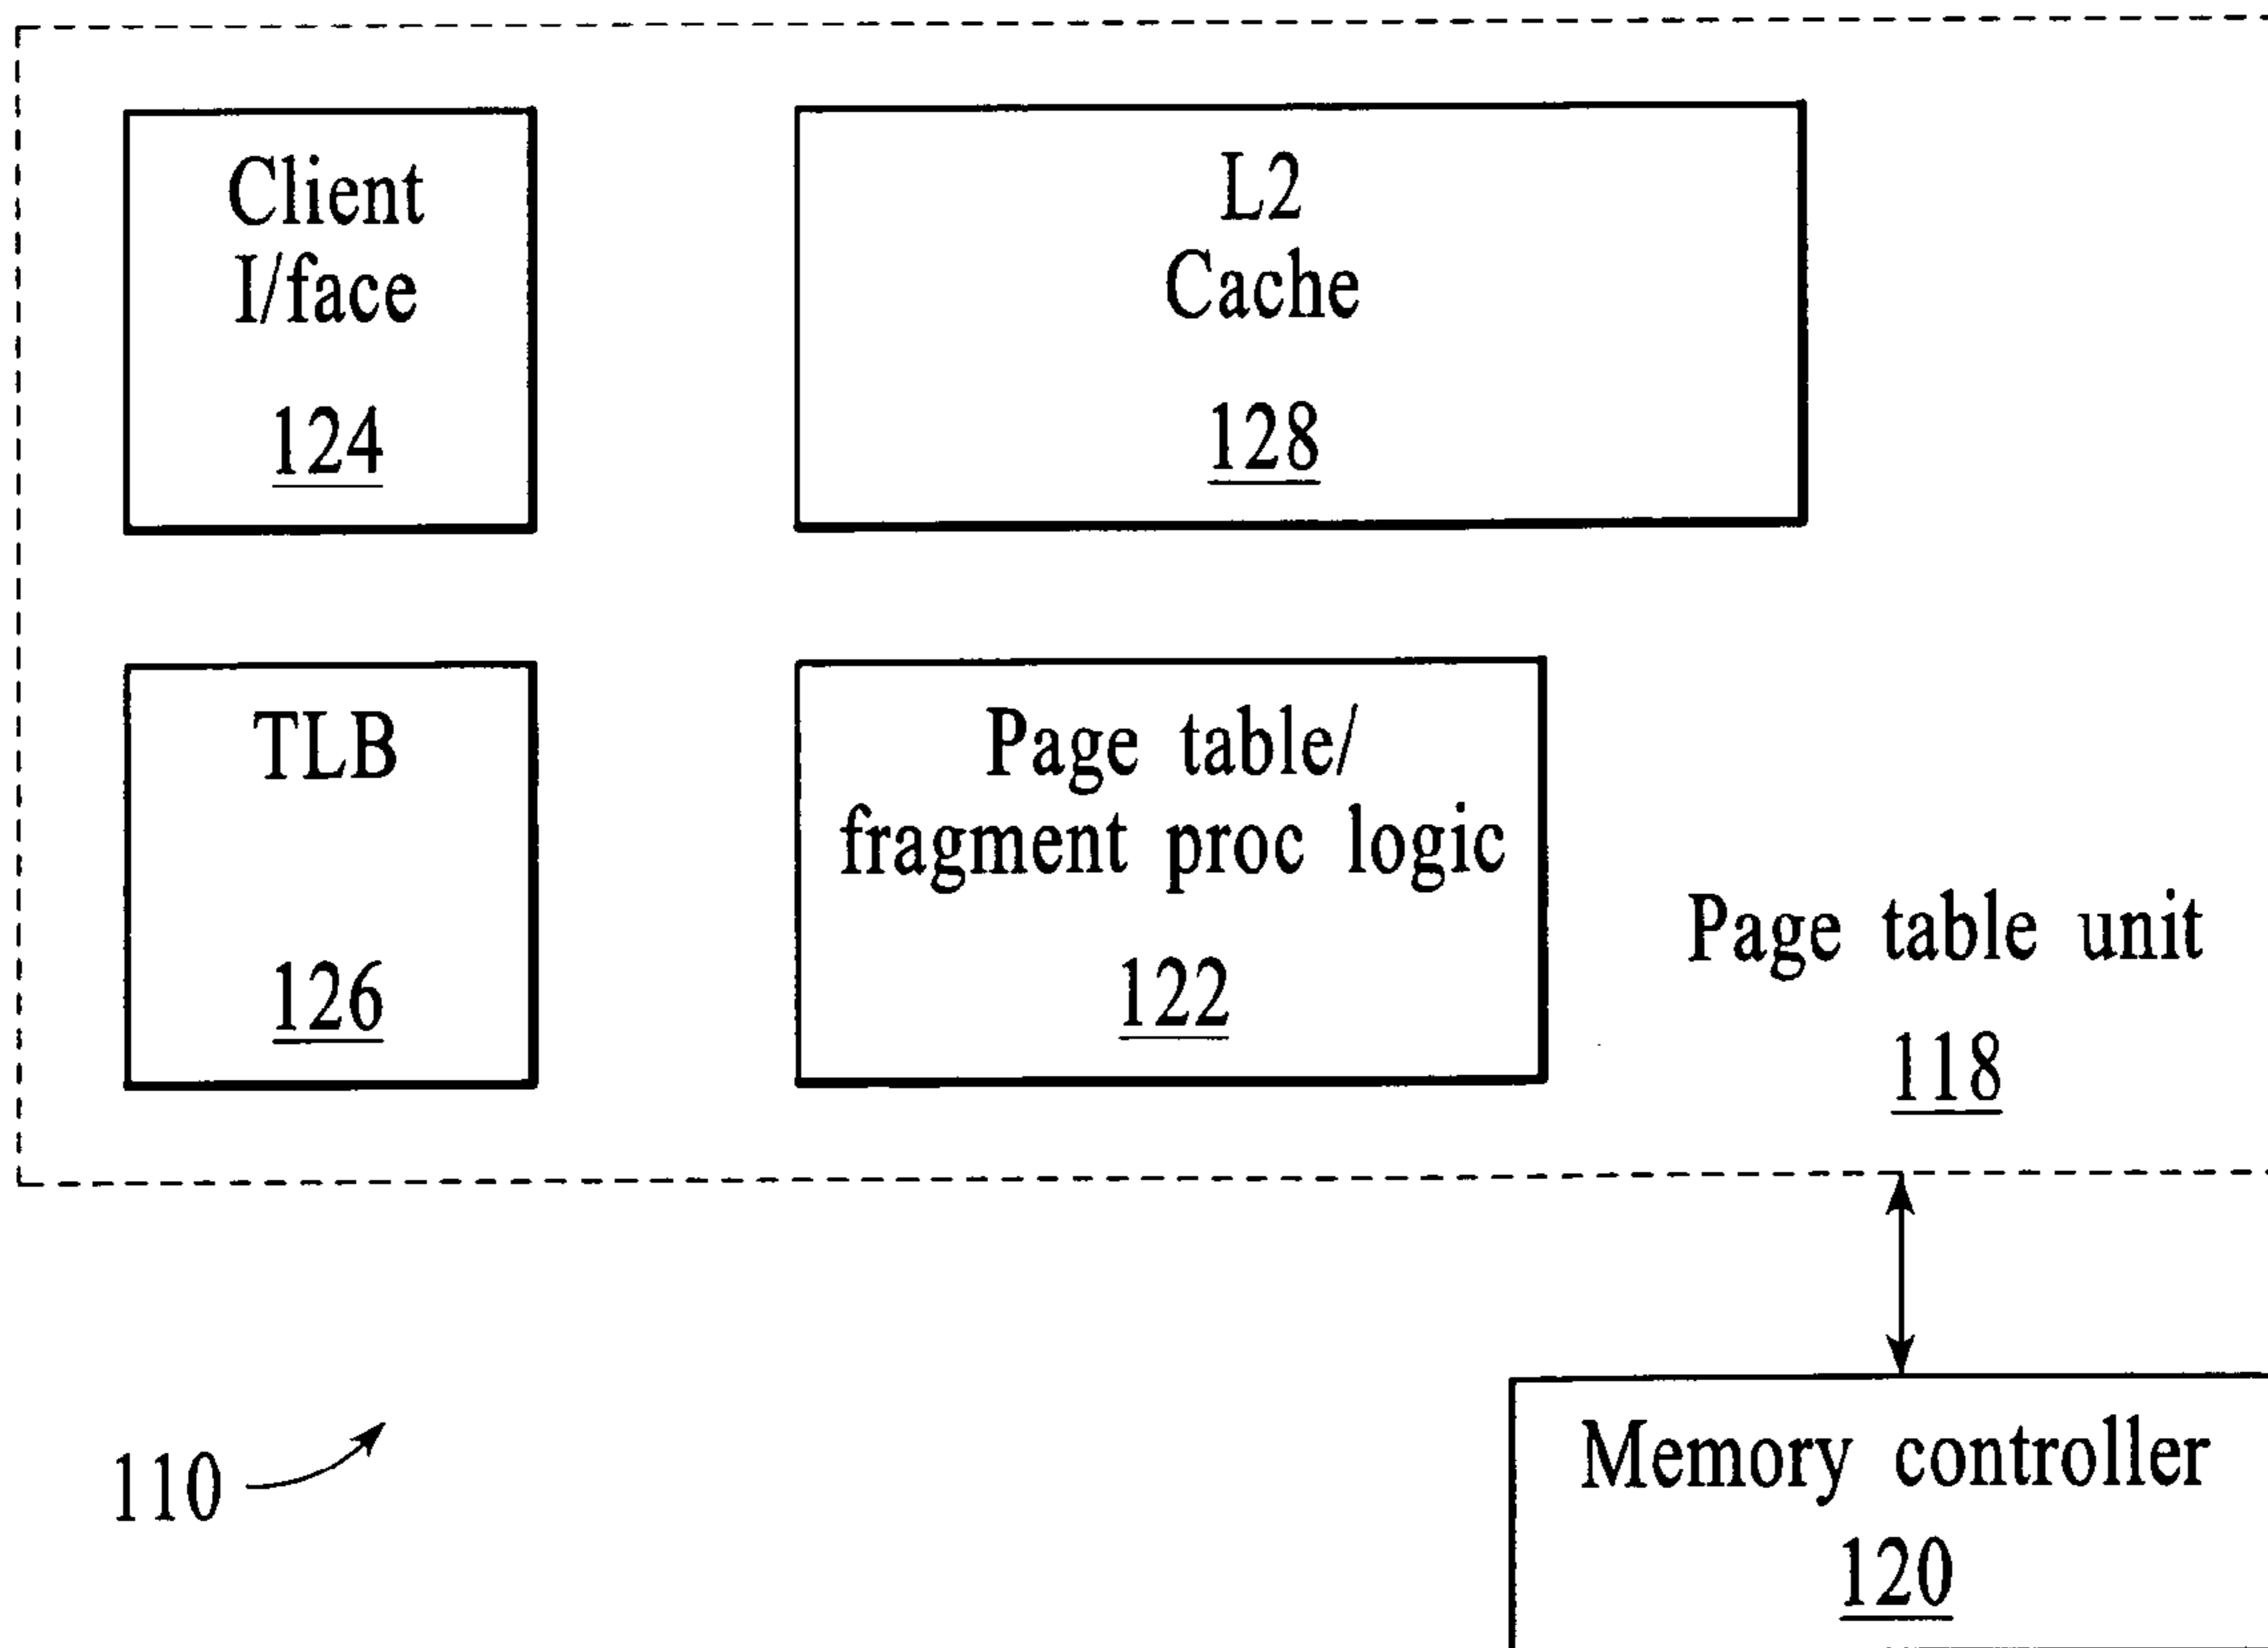 Client
I/face
124
L2
Cache
128
TLB
126
Page table/
fragment proc logic
122
Page table unit
118
110
Memory controller
120